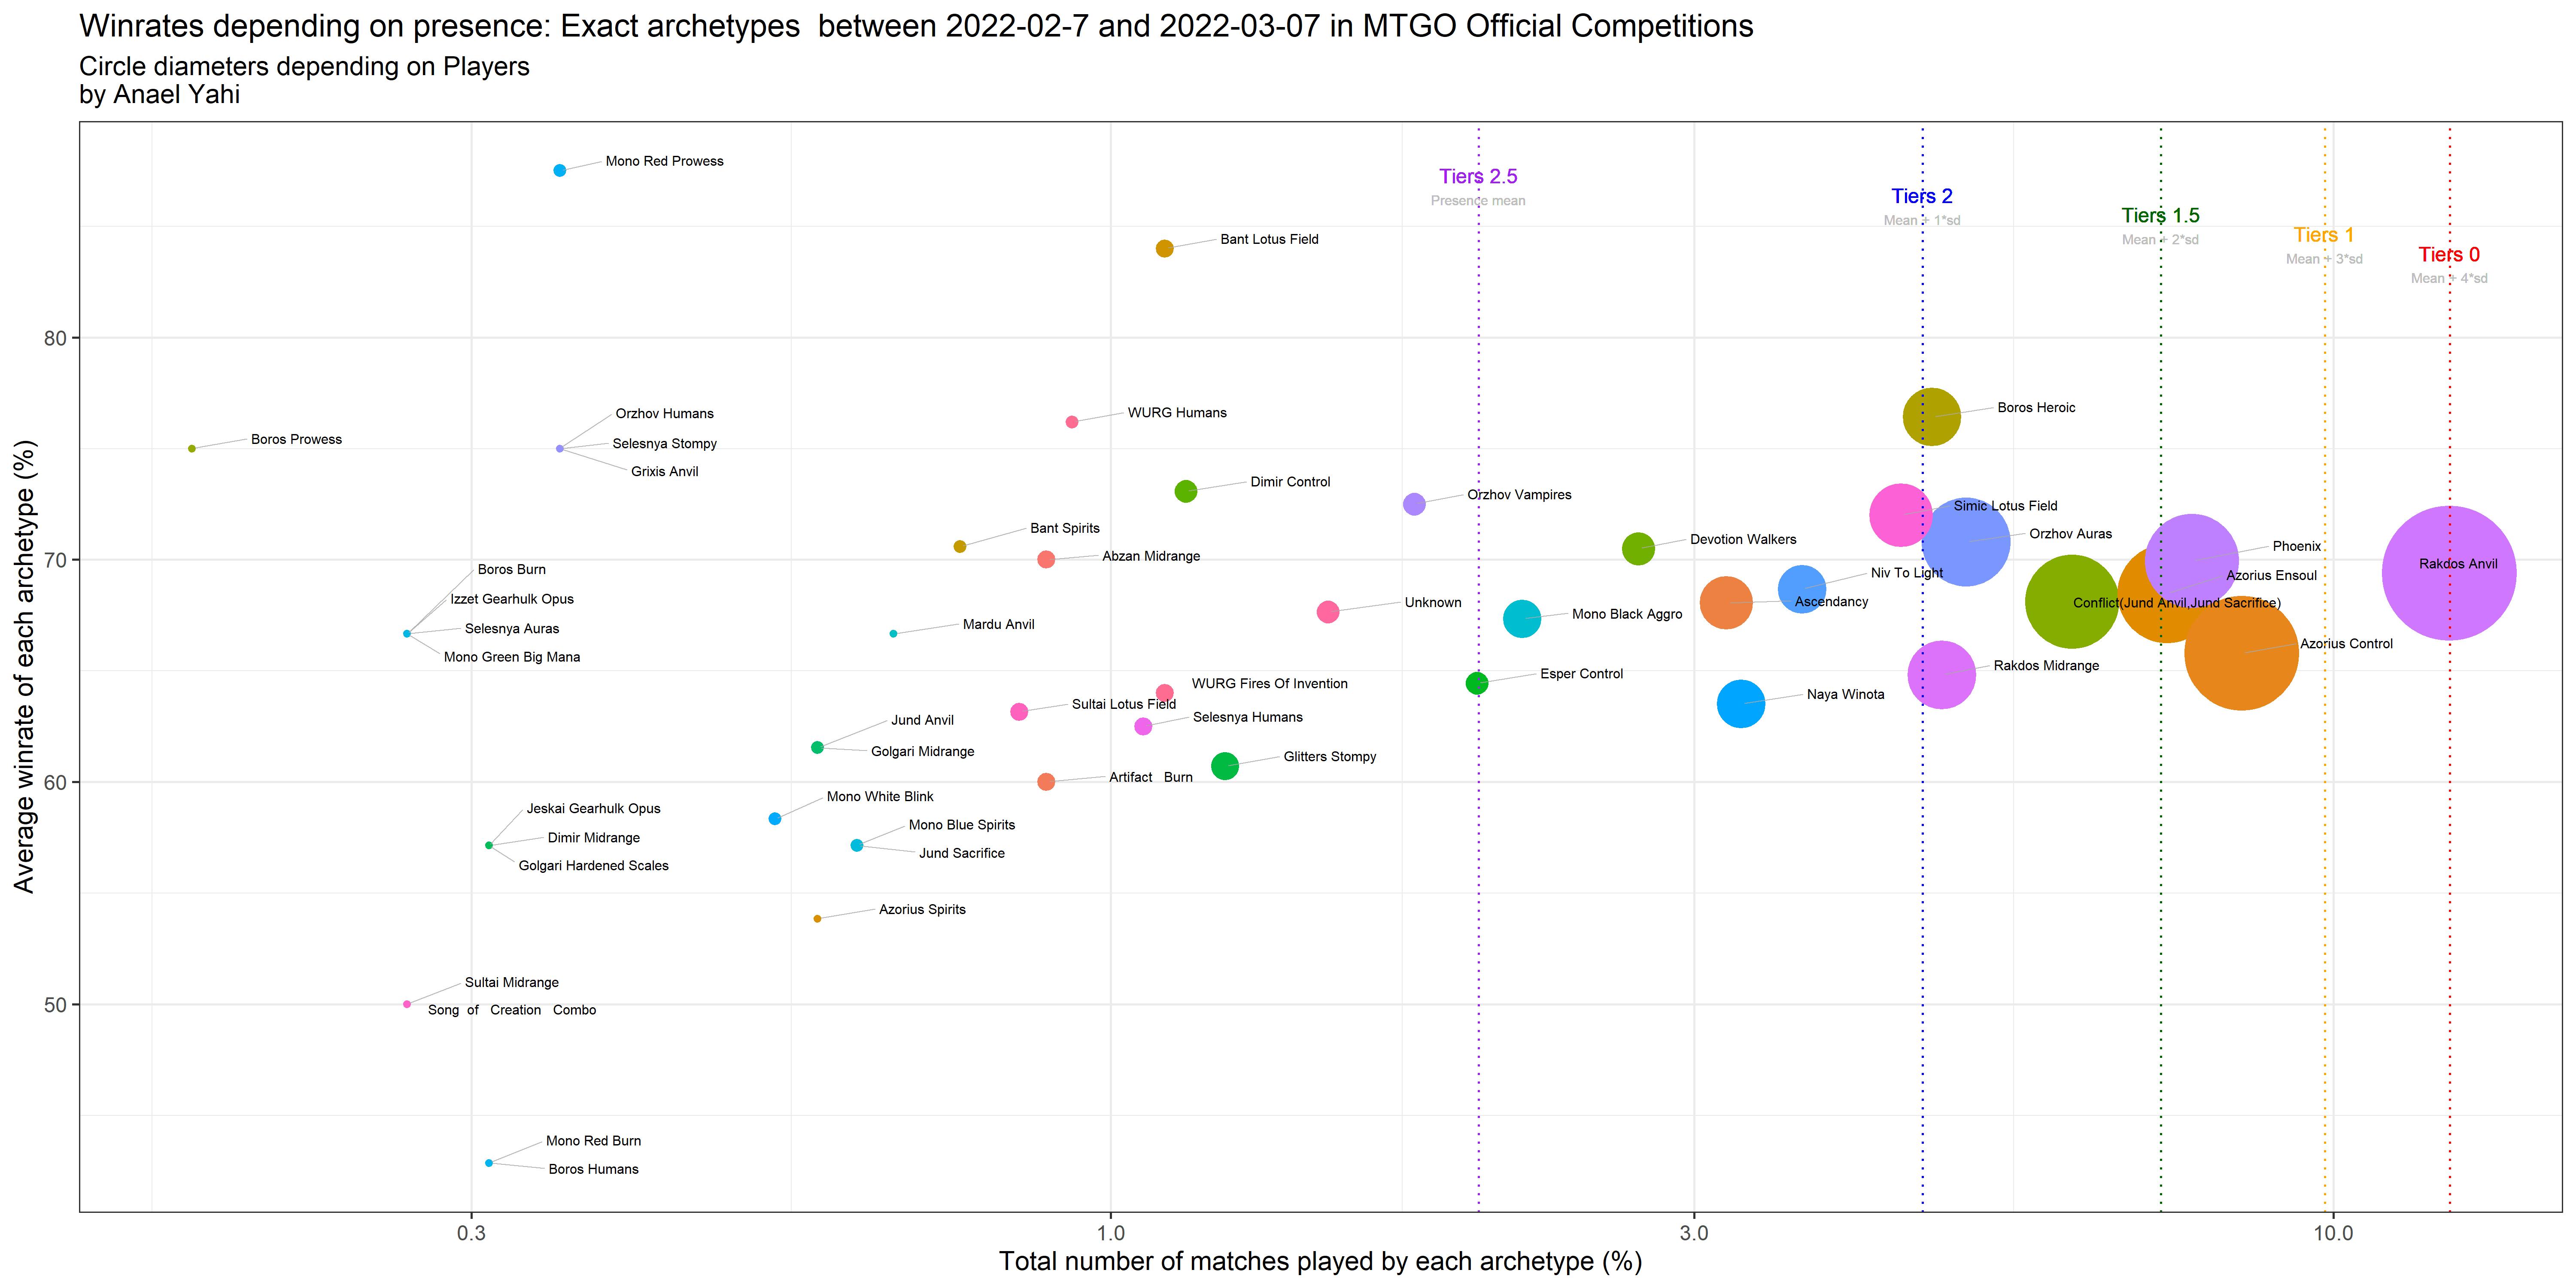 Winrates depending on presence: Exact archetypes  between 2022-02-7 and 2022-03-07 in MTGO Official Competitions
Circle diameters depending on Players
by Anael Yahi
Average winrate of each archetype (%)
80
70
60
50
Mono Red Prowess
Tiers 2.5
Presence mean
Tiers 2
Mean + 1*sd
Tiers 1.5
Mean + 2*sd
Tiers 1
Mean + 3*sd
Tiers 0
Mean + 4*sd
Bant Lotus Field
Boros Heroic
Orzhov Humans
WURG Humans
Boros Prowess
Selesnya Stompy
Grixis Anvil
Dimir Control
Orzhov Vampires
Simic Lotus Field
Bant Spirits
Orzhov Auras
Devotion Walkers
Phoenix
Abzan Midrange
Rakdos Anvil
Boros Burn
Niv To Light
Azorius Ensoul
Izzet Gearhulk Opus
Unknown
Ascendancy
Conflict(Jund Anvil,Jund Sacrifice)
Mono Black Aggro
Selesnya Auras
Mardu Anvil
Azorius Control
Mono Green Big Mana
Rakdos Midrange
Esper Control
WURG Fires Of Invention
Naya Winota
Sultai Lotus Field
Selesnya Humans
Jund Anvil
Golgari Midrange
Glitters Stompy
Artifact   Burn
Mono White Blink
Jeskai Gearhulk Opus
Mono Blue Spirits
Dimir Midrange
Jund Sacrifice
Golgari Hardened Scales
Azorius Spirits
Sultai Midrange
Song  of   Creation   Combo
Mono Red Burn
Boros Humans
0.3
1.0
3.0
10.0
Total number of matches played by each archetype (%)